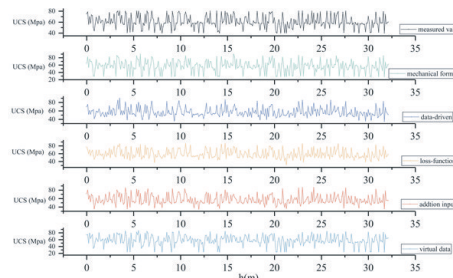 80
UCS (Mpa) 60
40
measured va
0 5 10 15 20 25 30 35
80
UCS (Mpa) 60
40
20
mechanical form
0 5 10 15 20 25 30 35
UCS (Mpa) 80
60
40
data-driven
0 5 10 15 20 25 30 35
UCS (Mpa) 80
60
40
loss-function
0 5 10 15 20 25 30 35
UCS (Mpa) 80
60
40
addtion input
0 5 10 15 20 25 30 35
UCS (Mpa) 80
60
40
20
virtual data
0 5 10 15 20 25 30 35
h(m)